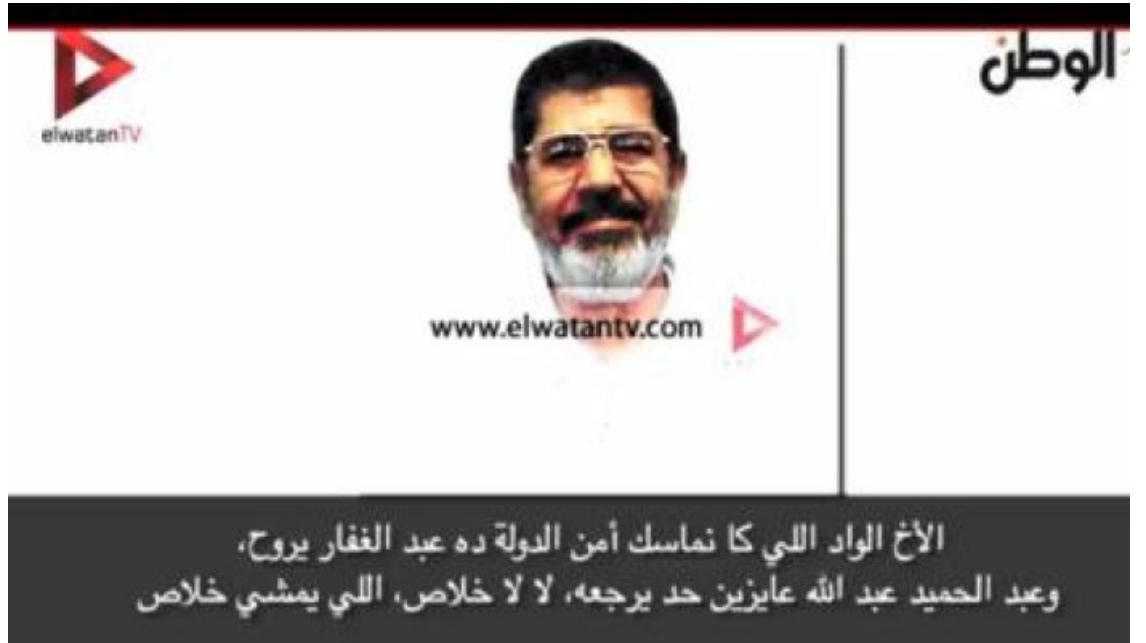 الوطن
elwatanTV
www.elwatantv.com
الأخ الواد اللي كا نماسك أمن الدولة ده عبد الغفار يروح،
وعبد الحميد عبد الله عايزين حد يرجعه، لا لا خلاص، اللي يمشي خلاص